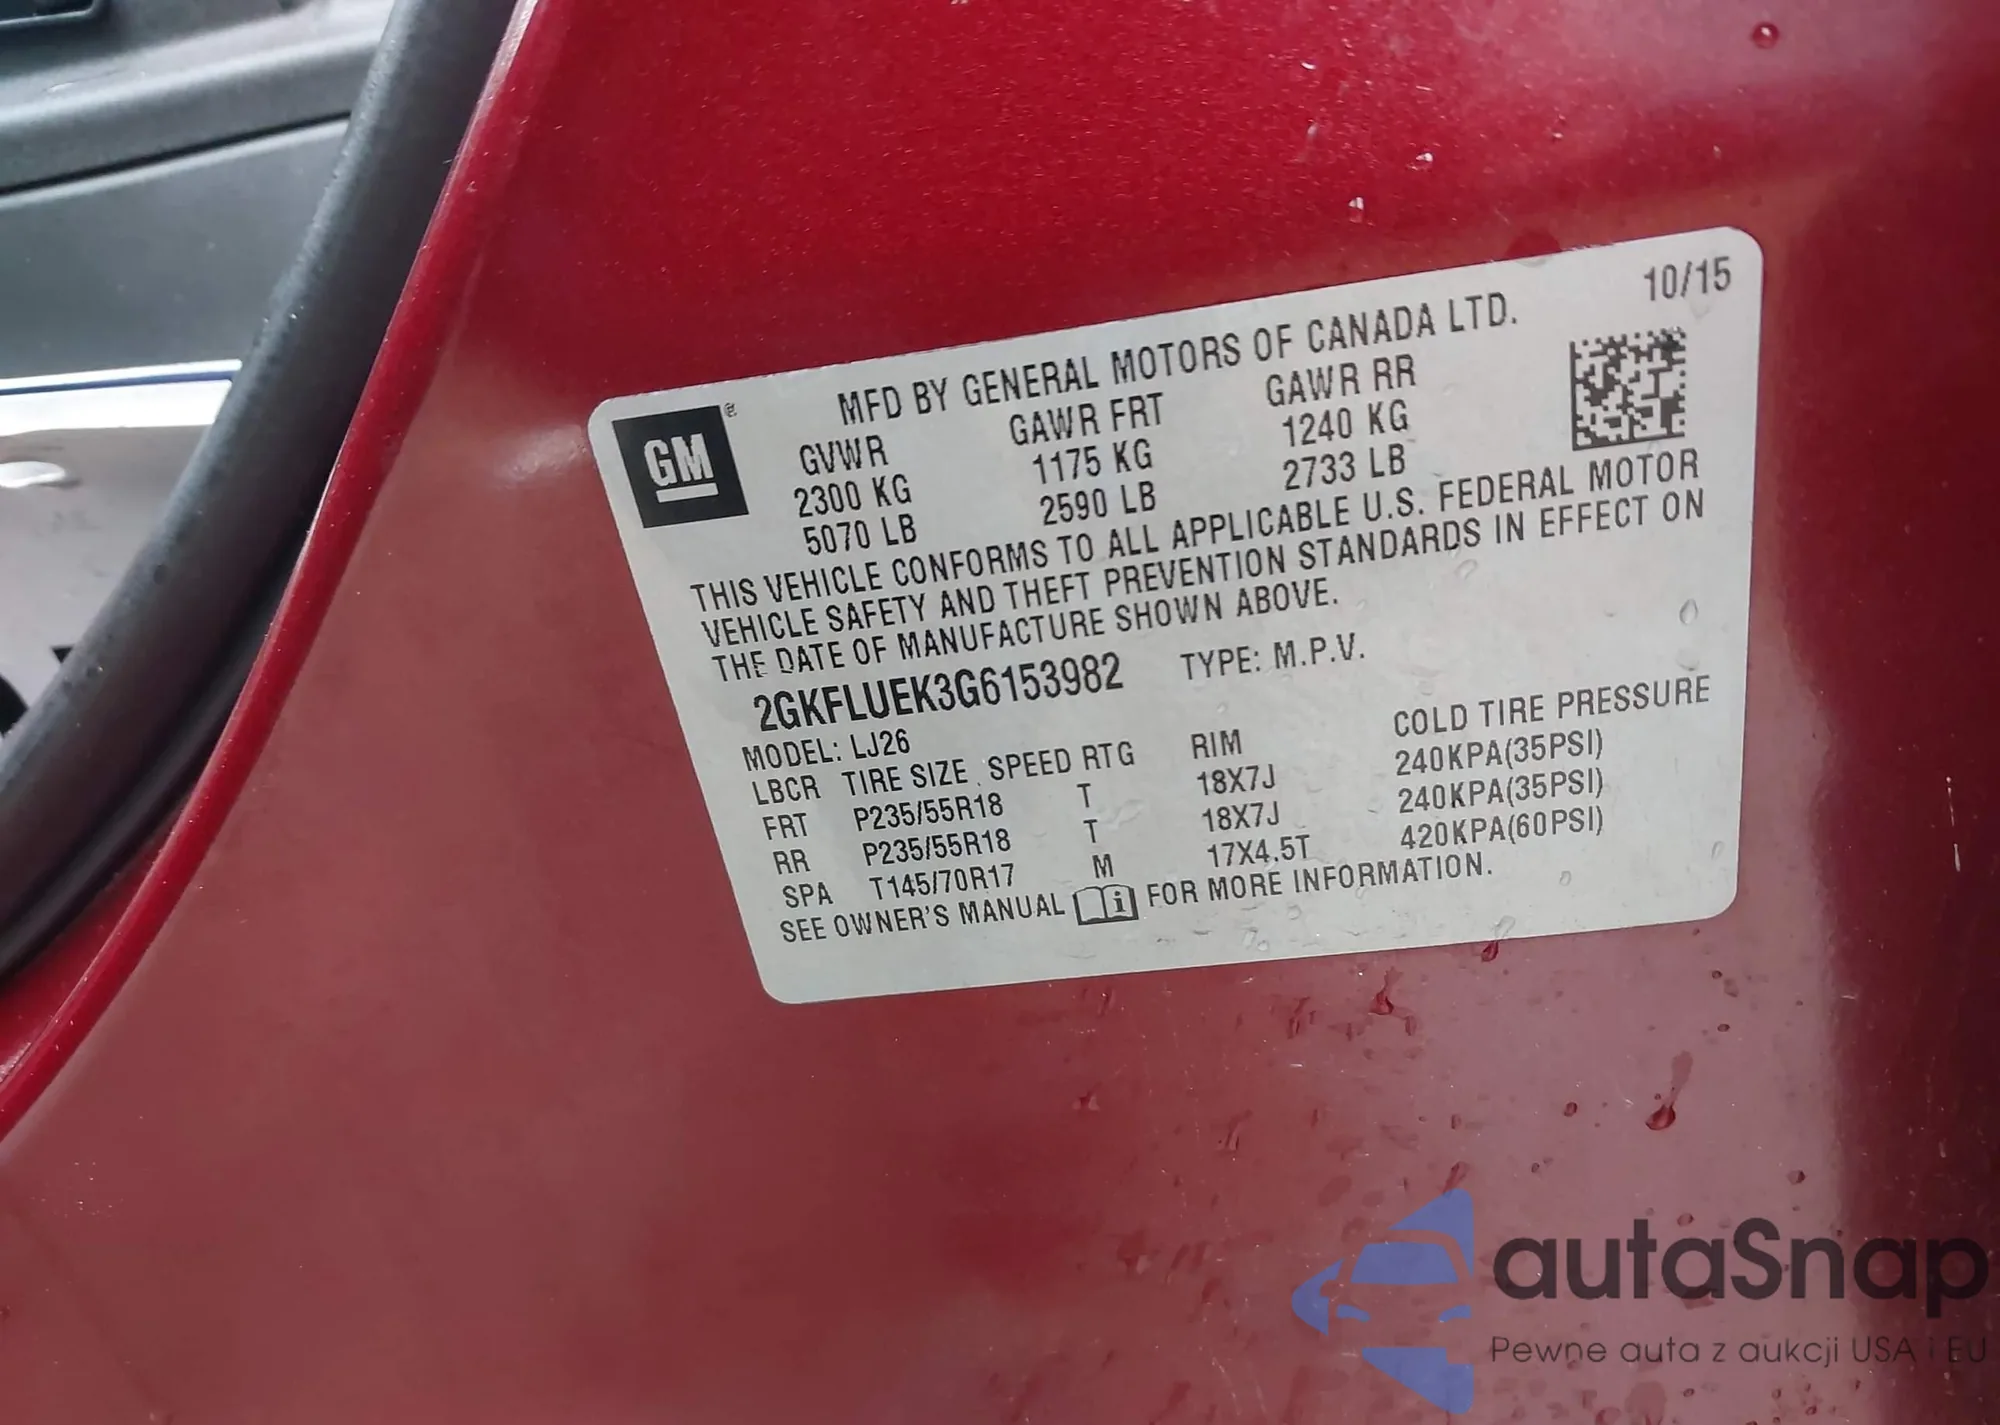 10/15
MFD BY GENERAL MOTORS OF CANADA LTD.
GM®
GVWR GAWR FRT GAWR RR
2300 KG 1175 KG 1240 KG
5070 LB 2590 LB 2733 LB
THIS VEHICLE CONFORMS TO ALL APPLICABLE U.S. FEDERAL MOTOR
VEHICLE SAFETY AND THEFT PREVENTION STANDARDS IN EFFECT ON
THE DATE OF MANUFACTURE SHOWN ABOVE.
2GKFLUEK3G6153982 TYPE: M.P.V.
MODEL: LJ26
LBCR TIRE SIZE SPEED RTG RIM COLD TIRE PRESSURE
FRT P235/55R18 T 18X7J 240KPA(35PSI)
RR P235/55R18 T 18X7J 240KPA(35PSI)
SPA T145/70R17 M 17X4.5T 420KPA(60PSI)
SEE OWNER'S MANUAL i FOR MORE INFORMATION.
autaSnap
Pewne auta z aukcji USA i EU